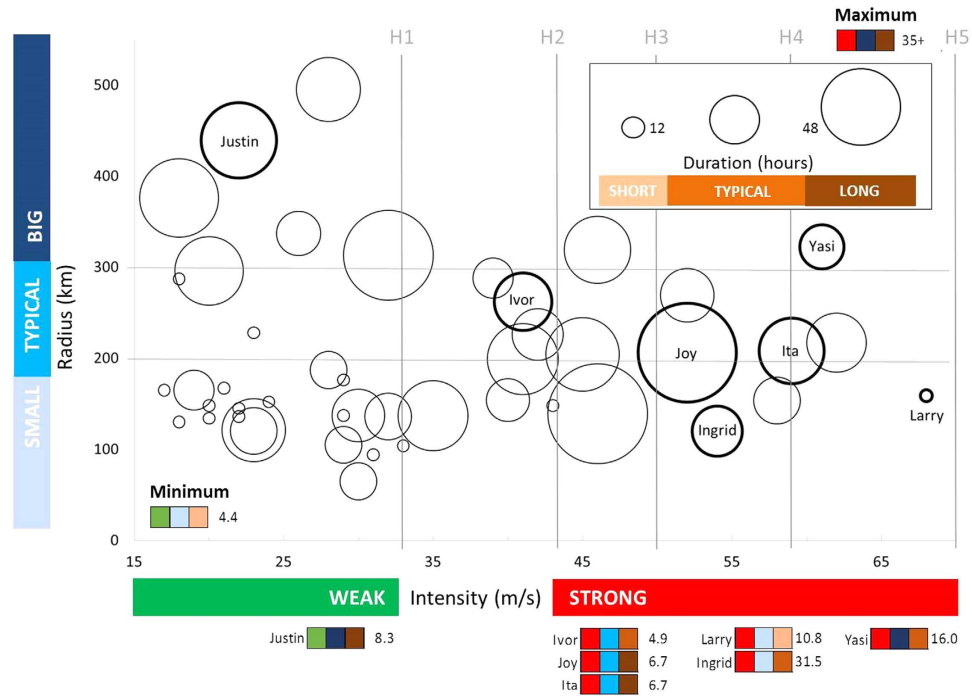 Maximum
35+
H1
H2
H3
H4
H5
500
400
300
200
100
0
BIG
TYPICAL
SMALL
Radius (km)
12
48
Duration (hours)
SHORT TYPICAL LONG
Justin
Yasi
Ivor
Joy
Ita
Larry
Ingrid
Minimum
4.4
15 25 35 55 65
WEAK Intensity (m/s) STRONG
Justin 8.3
Ivor 4.9
Joy 6.7
Ita 6.7
Larry 10.8
Ingrid 31.5
Yasi 16.0